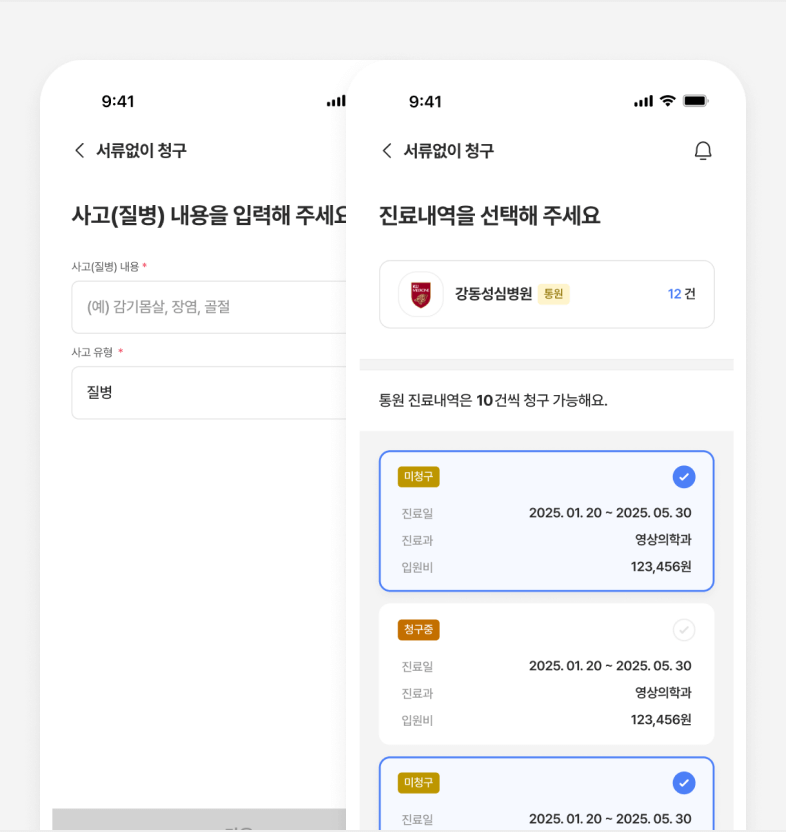 9:41
서류없이 청구
사고(질병) 내용을 입력해 주세요
사고(질병) 내용 *
(예) 감기몸살, 장염, 골절
사고 유형 *
질병
9:41
서류없이 청구
진료내역을 선택해 주세요
강동성심병원 통원 12 건
통원 진료내역은 10건씩 청구 가능해요.
미청구
진료일 2025. 01. 20 ~ 2025. 05. 30
진료과 영상의학과
입원비 123,456원
청구중
진료일 2025. 01. 20 ~ 2025. 05. 30
진료과 영상의학과
입원비 123,456원
미청구
진료일 2025. 01. 20 ~ 2025. 05. 30